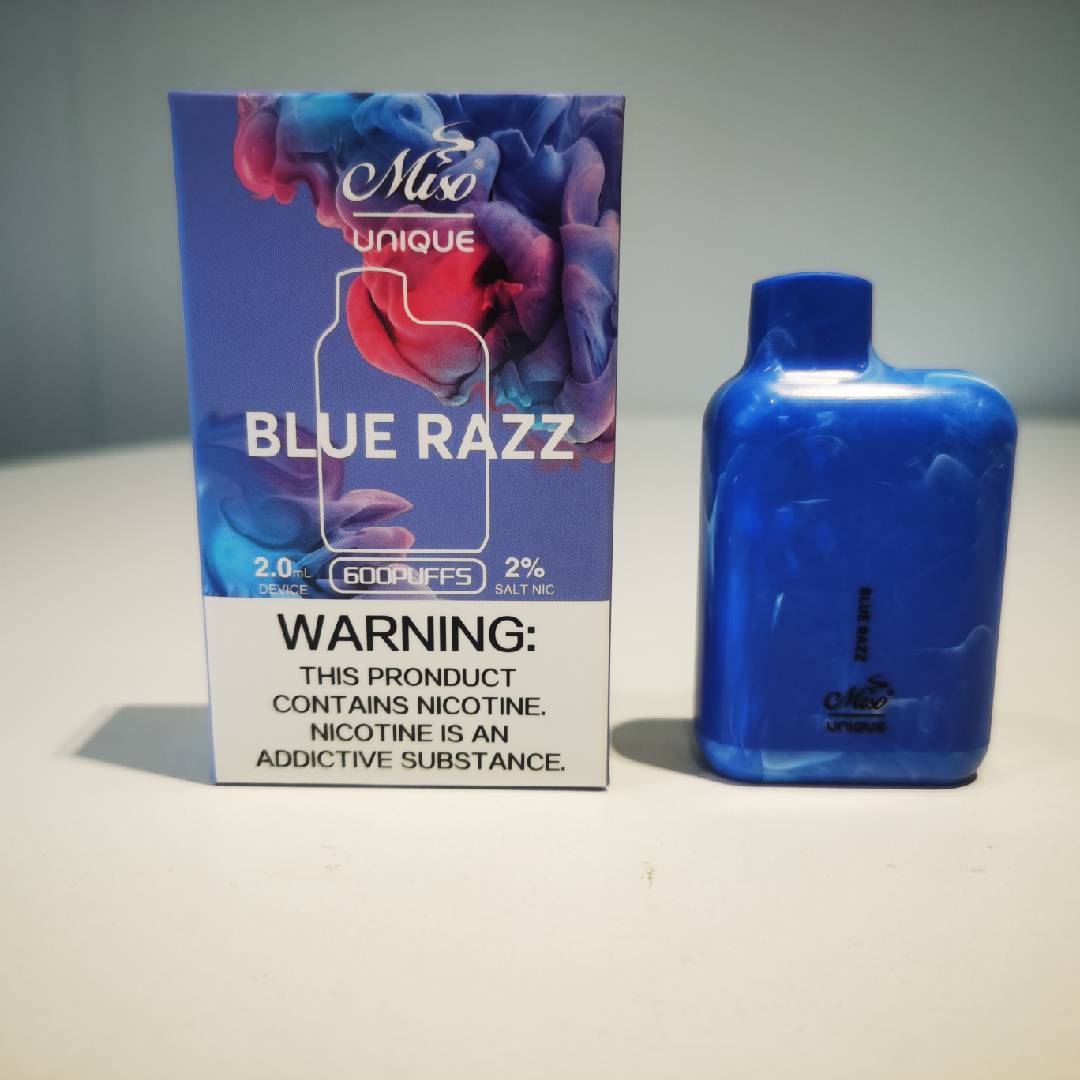 Miso®
UNIQUE
BLUE RAZZ
2.0mL
DEVICE
600PUFFS
2%
SALT NIC
WARNING:
THIS PRONDUCT
CONTAINS NICOTINE.
NICOTINE IS AN
ADDICTIVE SUBSTANCE.
BLUE RAZZ
Miso®
UNIQUE